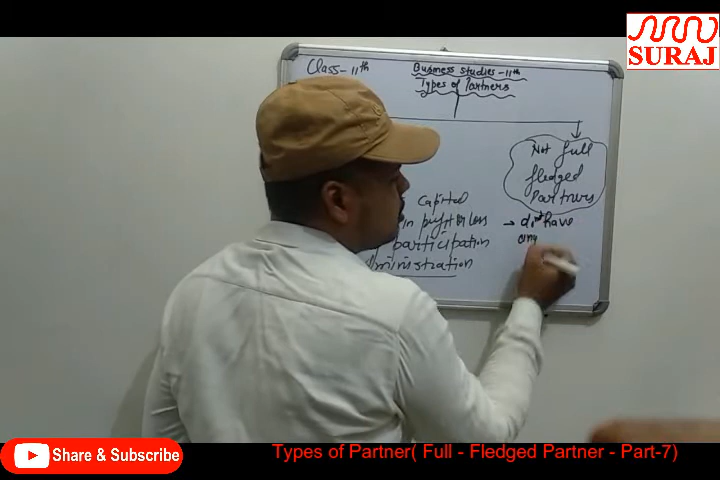 SURAJ
Class-11th
Business studies-11th
Types of Partners
Not full
fledged
Partners
Capital
in profit or loss
participation
administration
→ din't have
any
Share & Subscribe
Types of Partner( Full - Fledged Partner - Part-7)